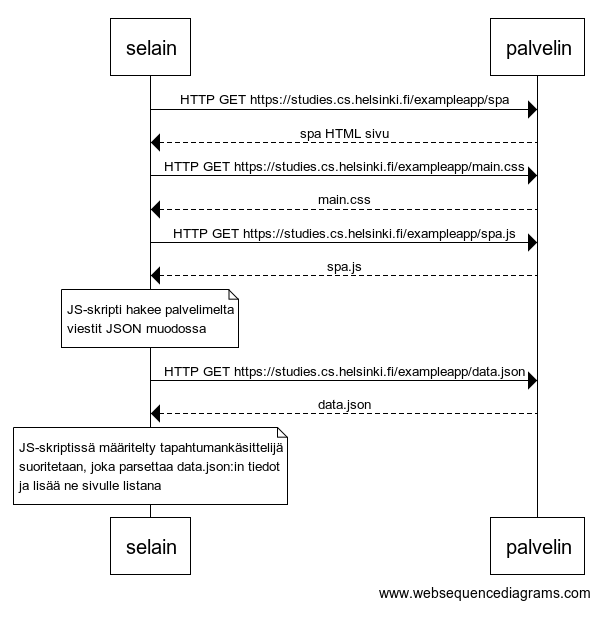 selain
palvelin
HTTP GET https://studies.cs.helsinki.fi/exampleapp/spa
spa HTML sivu
HTTP GET https://studies.cs.helsinki.fi/exampleapp/main.css
main.css
HTTP GET https://studies.cs.helsinki.fi/exampleapp/spa.js
spa.js
JS-skripti hakee palvelimelta
viestit JSON muodossa
HTTP GET https://studies.cs.helsinki.fi/exampleapp/data.json
data.json
JS-skriptissä määritelty tapahtumankäsittelijä
suoritetaan, joka parsettaa data.json:in tiedot
ja lisää ne sivulle listana
selain
palvelin
www.websequencediagrams.com